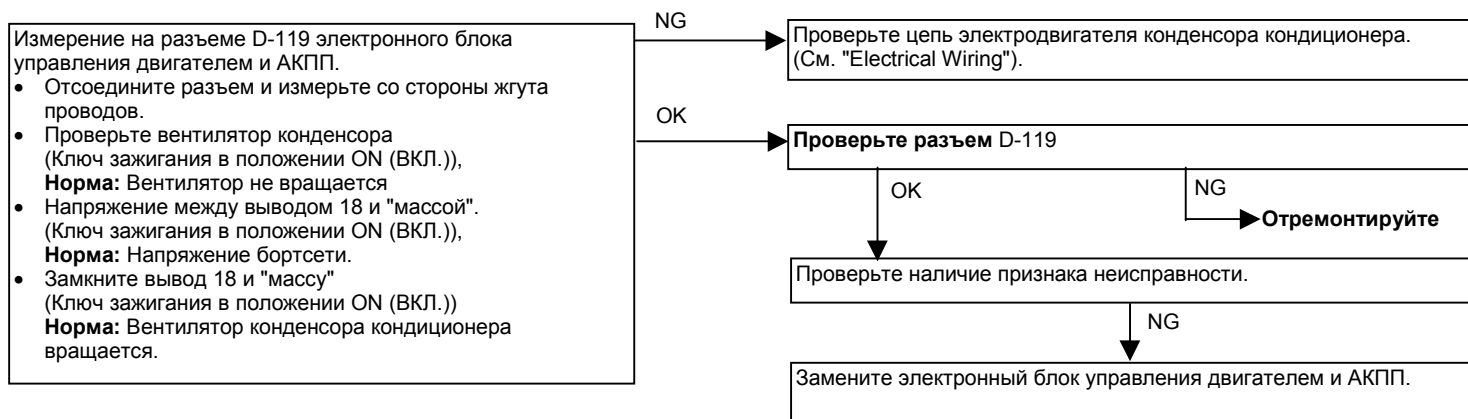 Измерение на разъеме D-119 электронного блока
управления двигателем и АКПП.
• Отсоедините разъем и измерьте со стороны жгута
проводов.
• Проверьте вентилятор конденсора
(Ключ зажигания в положении ON (ВКЛ.)),
Норма: Вентилятор не вращается
• Напряжение между выводом 18 и "массой".
(Ключ зажигания в положении ON (ВКЛ.)),
Норма: Напряжение бортсети.
• Замкните вывод 18 и "массу"
(Ключ зажигания в положении ON (ВКЛ.))
Норма: Вентилятор конденсора кондиционера
вращается.
NG
Проверьте цепь электродвигателя конденсора кондиционера.
(См. "Electrical Wiring").
OK
Проверьте разъем D-119
OK
NG
Отремонтируйте
Проверьте наличие признака неисправности.
NG
Замените электронный блок управления двигателем и АКПП.